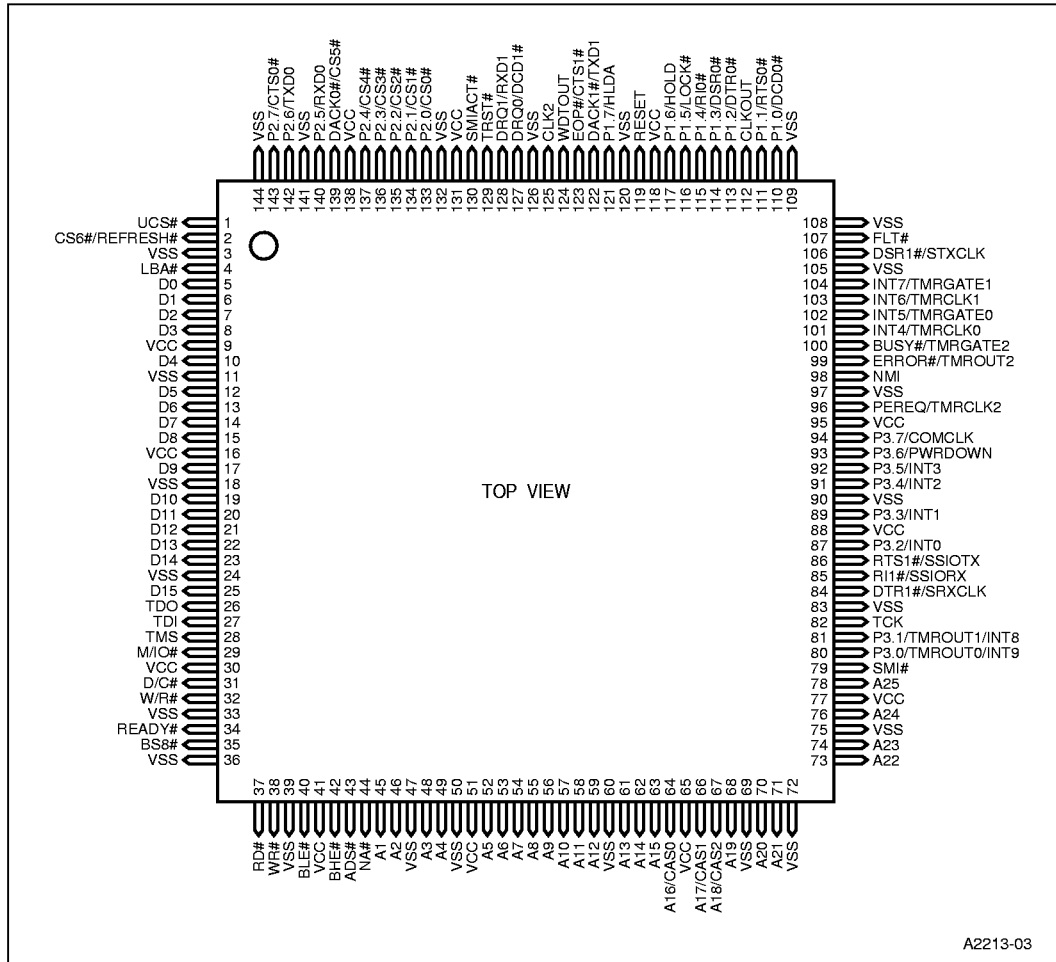 VSS
P2.7/CTS0#
P2.6/TXD0
VSS
P2.5/RXD0
DACK0#/CS5#
VCC
P2.4/CS4#
P2.3/CS3#
P2.2/CS2#
P2.1/CS1#
P2.0/CS0#
VSS
VCC
SMIACT#
TRST#
DRQ1/RXD1
DRQ0/DCD1#
VSS
CLK2
WDTOUT
EOP#/CTS1#
DACK1#/TXD1
P1.7/HLDA
VSS
RESET
VCC
P1.6/HOLD
P1.5/LOCK#
P1.4/RI0#
P1.3/DSR0#
P1.2/DTR0#
CLKOUT
P1.1/RTS0#
P1.0/DCD0#
VSS
144
143
142
141
140
139
138
137
136
135
134
133
132
131
130
129
128
127
126
125
124
123
122
121
120
119
118
117
116
115
114
113
112
111
110
109
UCS# 1
CS6#/REFRESH# 2
VSS 3
LBA# 4
D0 5
D1 6
D2 7
D3 8
VCC 9
D4 10
VSS 11
D5 12
D6 13
D7 14
D8 15
VCC 16
D9 17
VSS 18
D10 19
D11 20
D12 21
D13 22
D14 23
VSS 24
D15 25
TDO 26
TDI 27
TMS 28
M/IO# 29
VCC 30
D/C# 31
W/R# 32
VSS 33
READY# 34
BS8# 35
VSS 36
TOP VIEW
108 VSS
107 FLT#
106 DSR1#/STXCLK
105 VSS
104 INT7/TMRGATE1
103 INT6/TMRCLK1
102 INT5/TMRGATE0
101 INT4/TMRCLK0
100 BUSY#/TMRGATE2
99 ERROR#/TMROUT2
98 NMI
97 VSS
96 PEREQ/TMRCLK2
95 VCC
94 P3.7/COMCLK
93 P3.6/PWRDOWN
92 P3.5/INT3
91 P3.4/INT2
90 VSS
89 P3.3/INT1
88 VCC
87 P3.2/INT0
86 RTS1#/SSIOTX
85 RI1#/SSIORX
84 DTR1#/SRXCLK
83 VSS
82 TCK
81 P3.1/TMROUT1/INT8
80 P3.0/TMROUT0/INT9
79 SMI#
78 A25
77 VCC
76 A24
75 VSS
74 A23
73 A22
37
38
39
40
41
42
43
44
45
46
47
48
49
50
51
52
53
54
55
56
57
58
59
60
61
62
63
64
65
66
67
68
69
70
71
72
RD#
WR#
VSS
BLE#
VCC
BHE#
ADS#
NA#
A1
A2
VSS
A3
A4
VSS
VCC
A5
A6
A7
A8
A9
A10
A11
A12
VSS
A13
A14
A15
A16/CAS0
VCC
A17/CAS1
A18/CAS2
A19
VSS
A20
A21
VSS
A2213-03